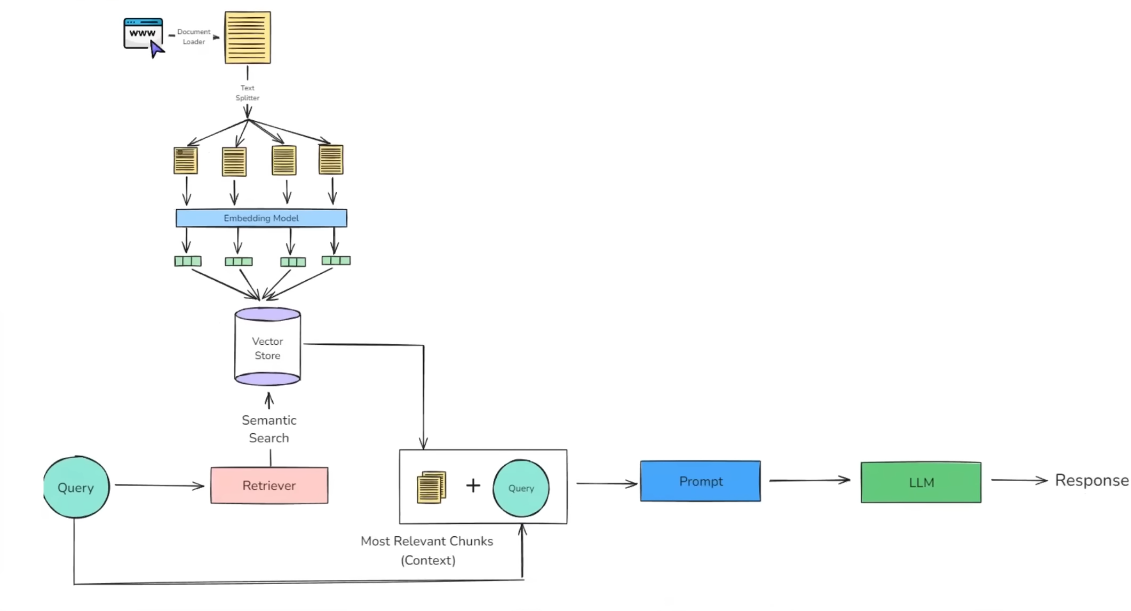 WWW
Document
Loader
Text
Splitter
Embedding Model
Vector
Store
Semantic
Search
Query
Retriever
+
Query
Prompt
LLM
Response
Most Relevant Chunks
(Context)